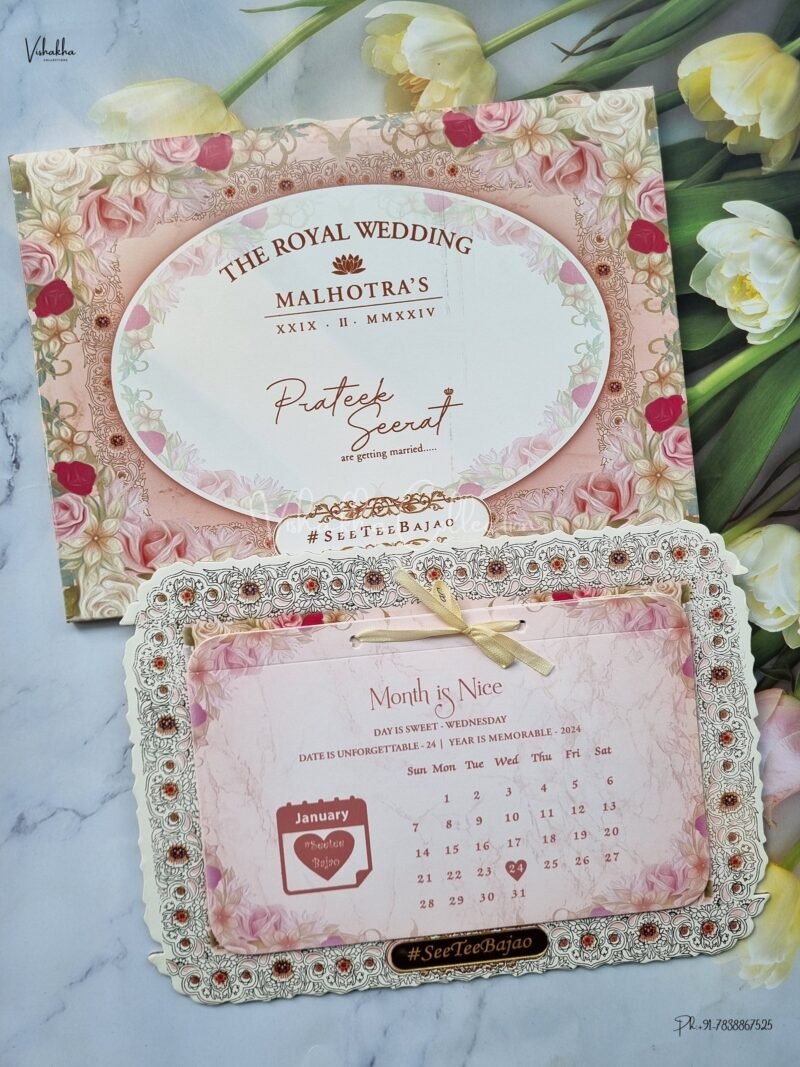 Vishakha
COLLECTIONS
THE ROYAL WEDDING
MALHOTRA'S
XXIX · II · MMXXIV
Prateek
Seerat
are getting married.....
Vishakha Collection
#SEETEEBAJAO
Month is Nice
DAY IS SWEET - WEDNESDAY
DATE IS UNFORGETTABLE - 24 | YEAR IS MEMORABLE - 2024
Sun Mon Tue Wed Thu Fri Sat
1 2 3 4 5 6
7 8 9 10 11 12 13
14 15 16 17 18 19 20
21 22 23 24 25 26 27
28 29 30 31
January
#Seetee
Bajao
#SeeTeeBajao
Ph.+91-7838867525